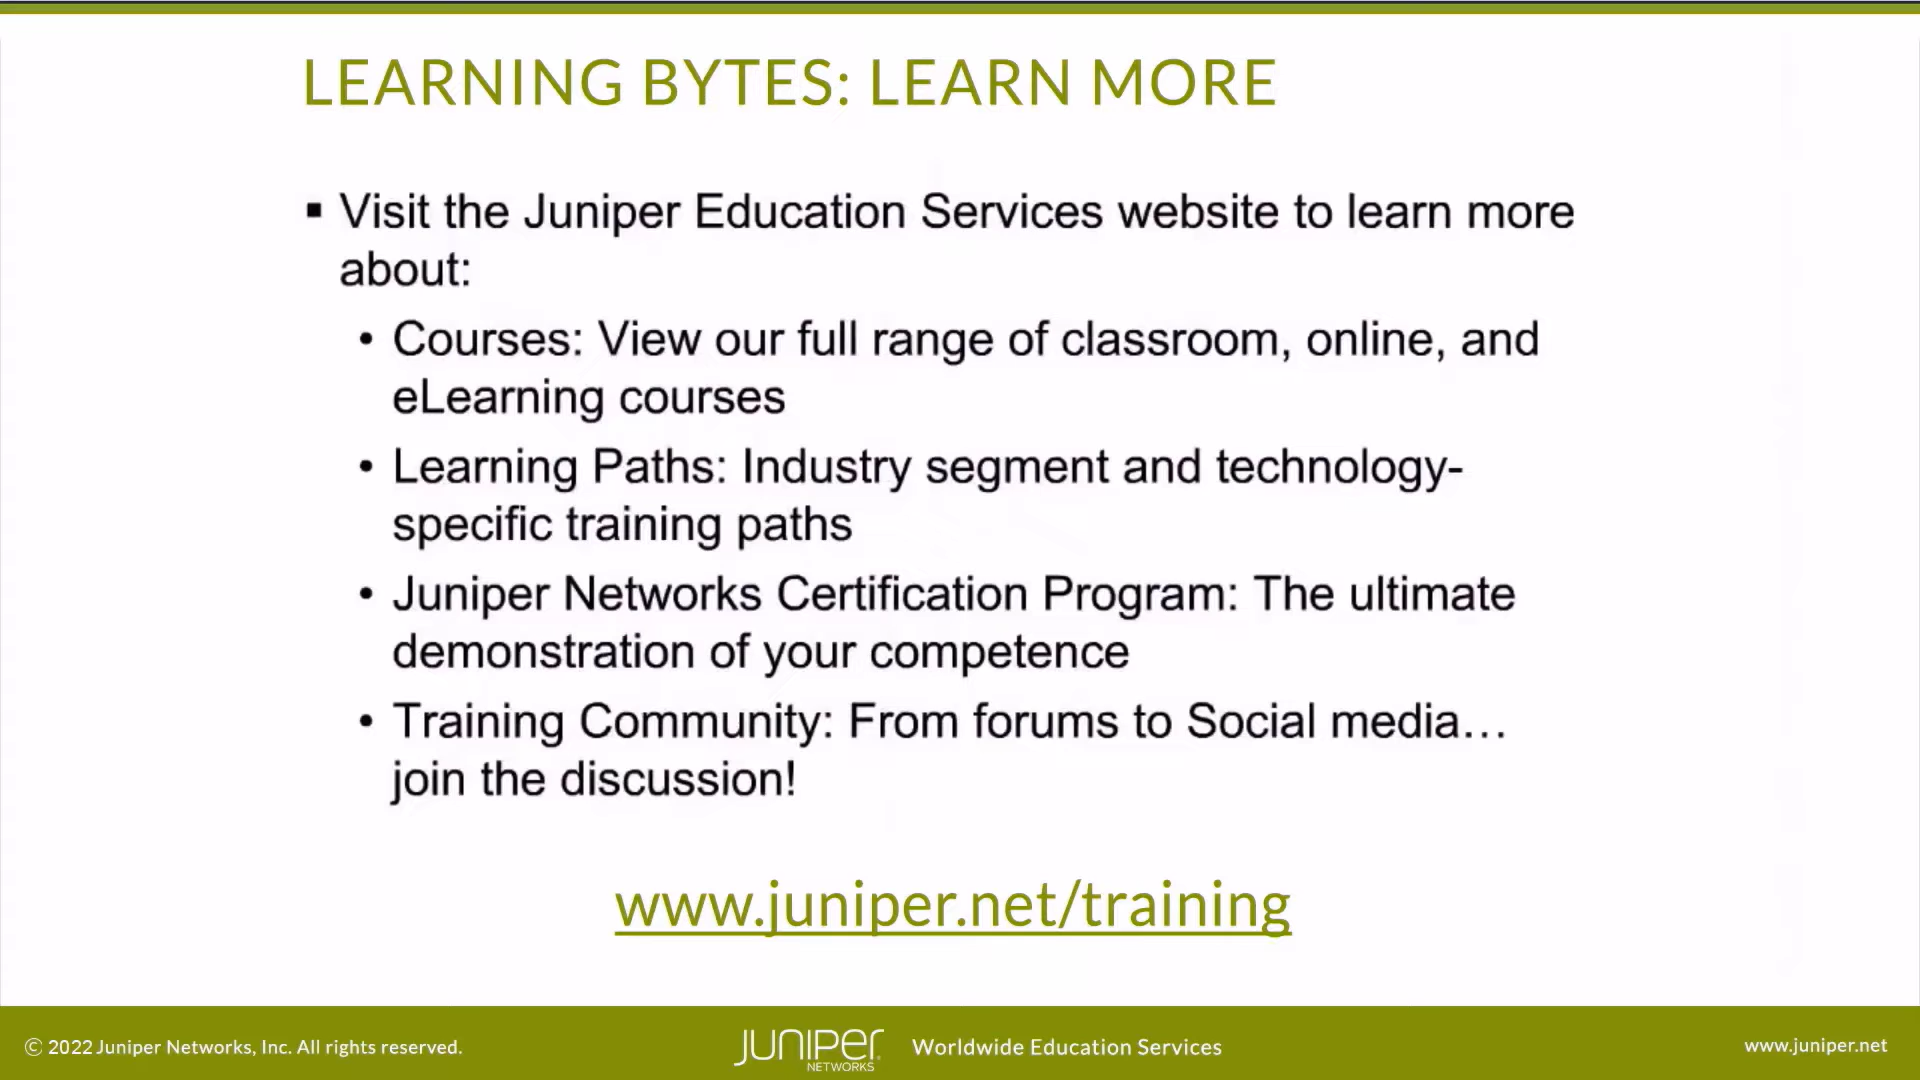 LEARNING BYTES: LEARN MORE
▪ Visit the Juniper Education Services website to learn more
about:
• Courses: View our full range of classroom, online, and
eLearning courses
• Learning Paths: Industry segment and technology-
specific training paths
• Juniper Networks Certification Program: The ultimate
demonstration of your competence
• Training Community: From forums to Social media…
join the discussion!
www.juniper.net/training
© 2022 Juniper Networks, Inc. All rights reserved.
JUNIPER
NETWORKS
Worldwide Education Services
www.juniper.net